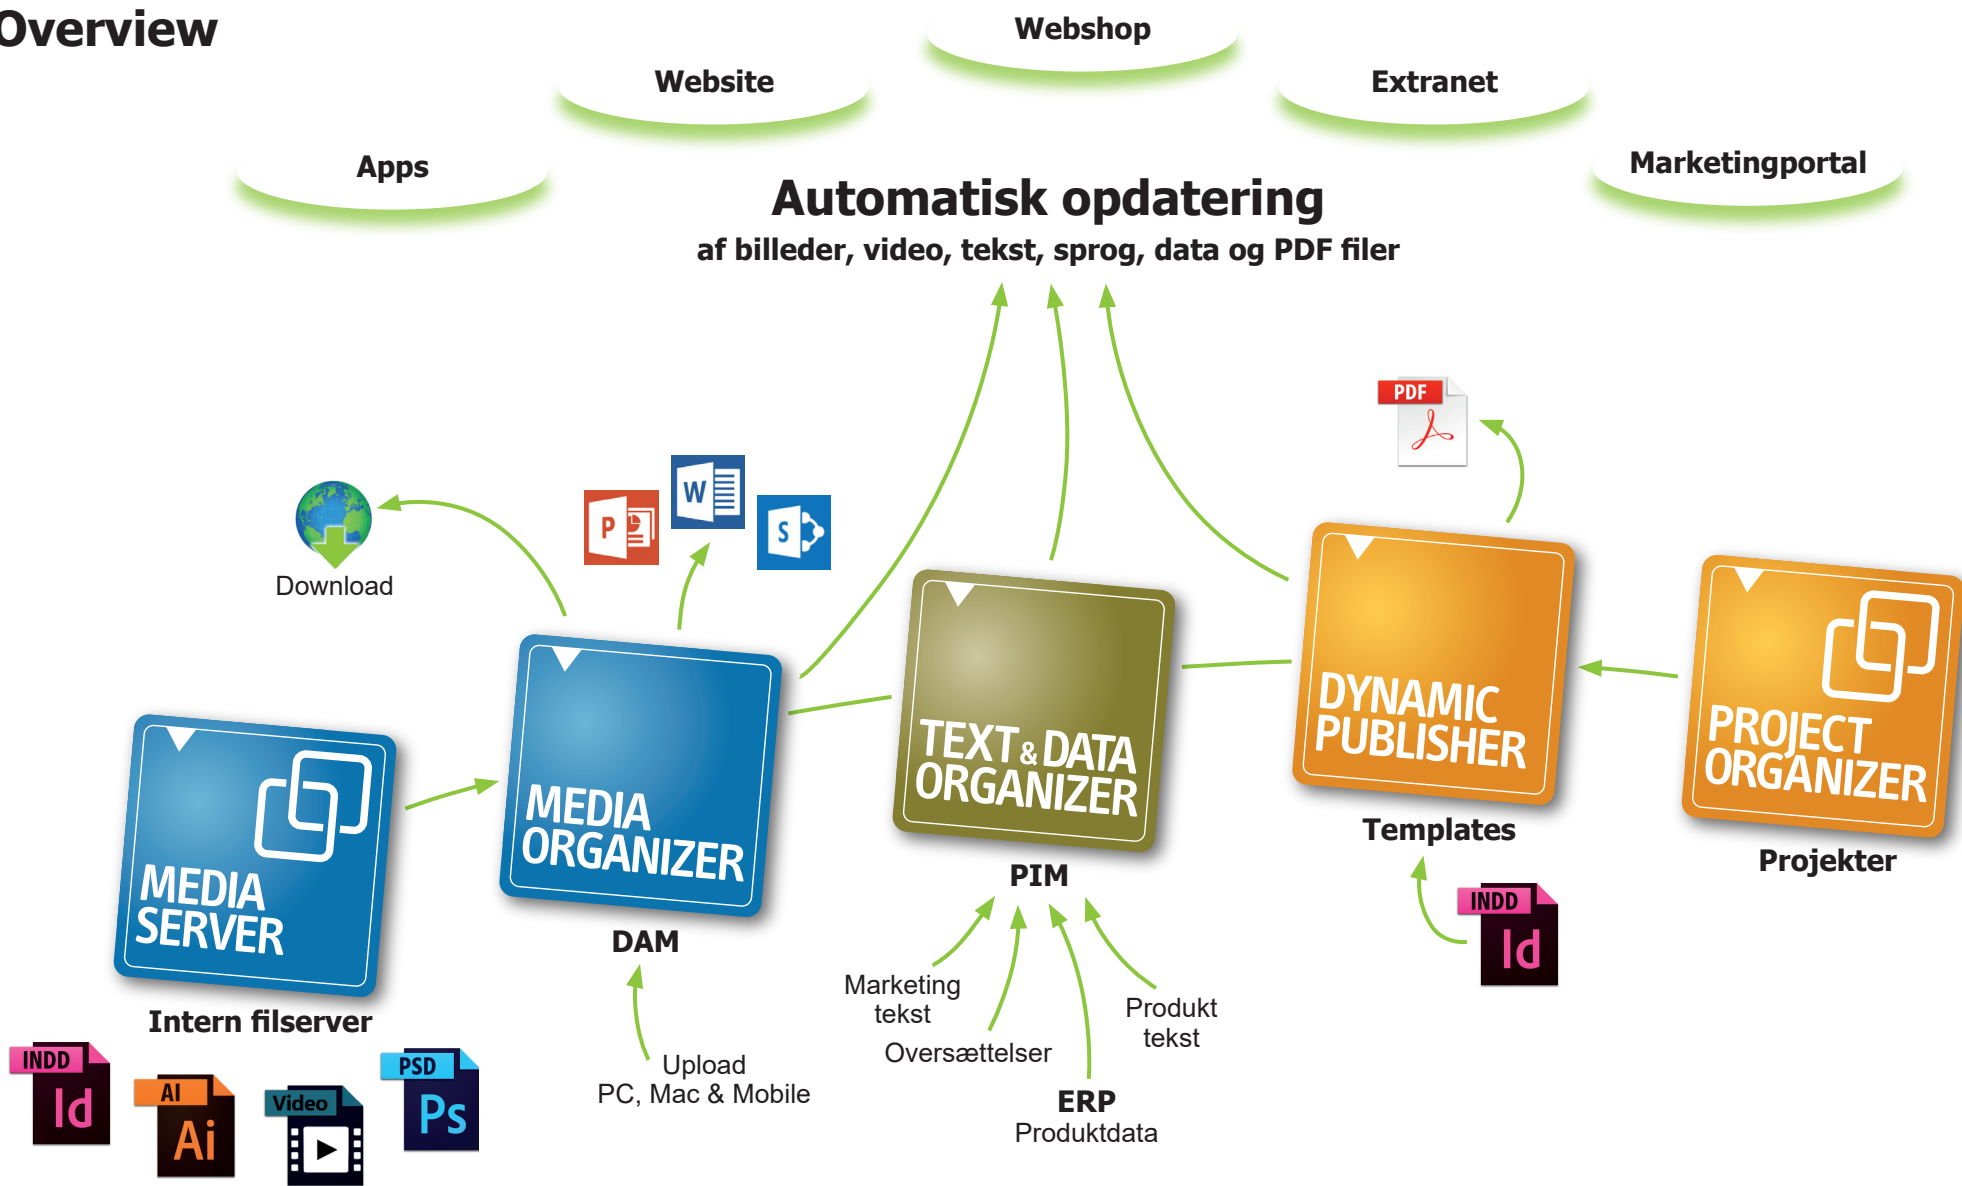 Overview
Webshop
Website
Extranet
Apps
Marketingportal
Automatisk opdatering
af billeder, video, tekst, sprog, data og PDF filer
PDF
P
W
S
Download
MEDIA
SERVER
Intern filserver
MEDIA
ORGANIZER
DAM
TEXT & DATA
ORGANIZER
PIM
DYNAMIC
PUBLISHER
Templates
PROJECT
ORGANIZER
Projekter
INDD
Id
Marketing
tekst
Oversættelser
Produkt
tekst
ERP
Produktdata
Upload
PC, Mac & Mobile
INDD
Id
AI
Ai
Video
PSD
Ps